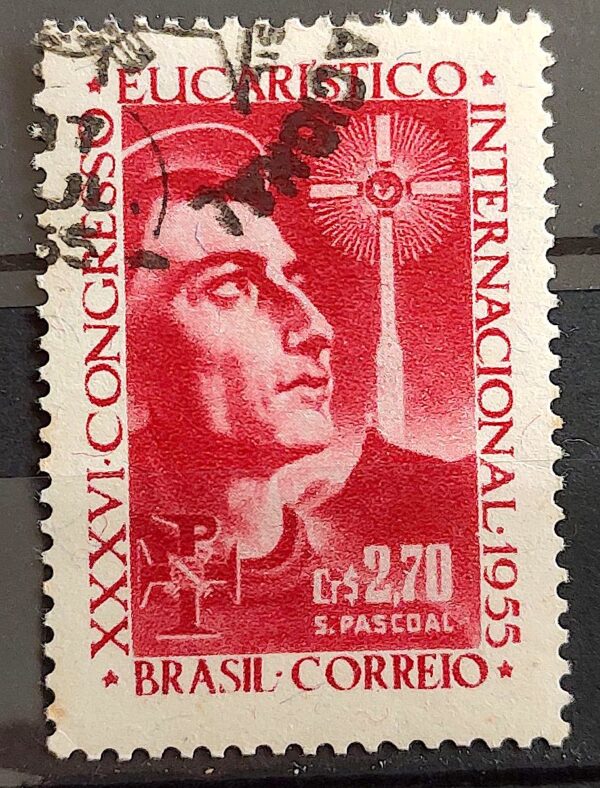 XXXVI · CONGRESSO
EUCARÍSTICO
INTERNACIONAL · 1955
Cr$ 2,70
S. PASCOAL
BRASIL · CORREIO